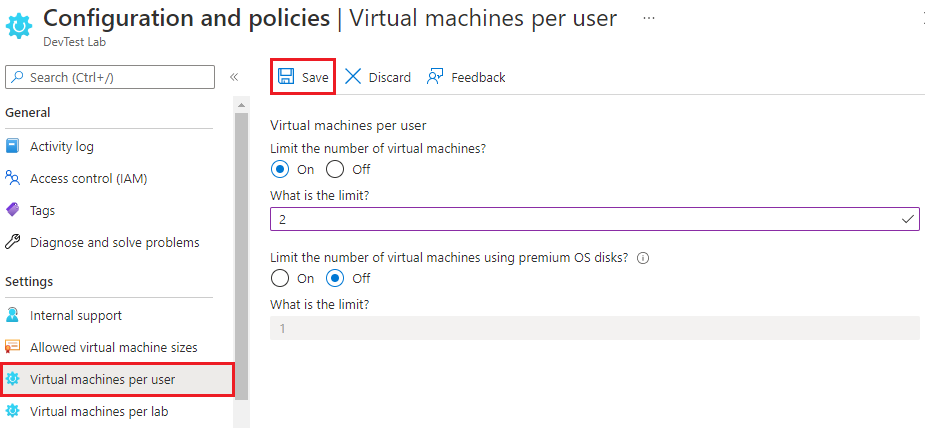 Configuration and policies | Virtual machines per user ...
DevTest Lab
Search (Ctrl+/)
«
General
Activity log
Access control (IAM)
Tags
Diagnose and solve problems
Settings
Internal support
Allowed virtual machine sizes
Virtual machines per user
Virtual machines per lab
Save Discard Feedback
Virtual machines per user
Limit the number of virtual machines?
On Off
What is the limit?
2
Limit the number of virtual machines using premium OS disks?
On Off
What is the limit?
1